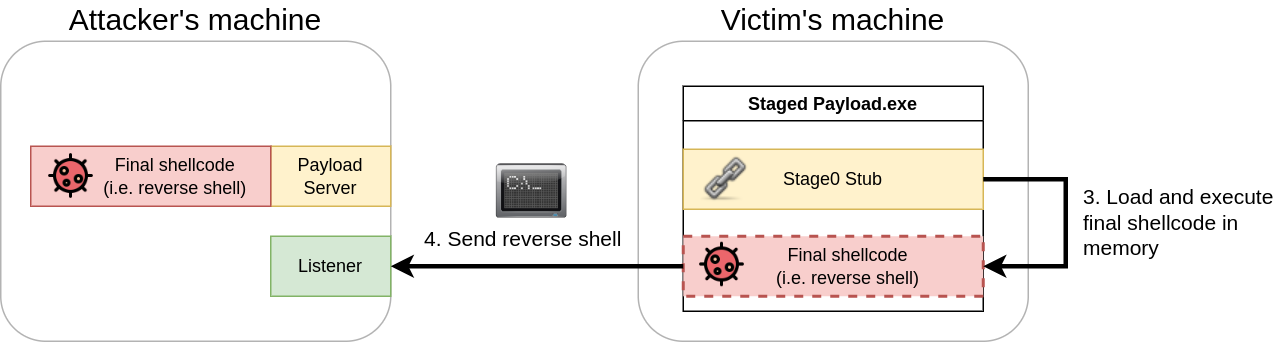 Attacker's machine
Victim's machine
Staged Payload.exe
Final shellcode
(i.e. reverse shell)
Payload
Server
C:\_
Stage0 Stub
3. Load and execute
final shellcode in
memory
4. Send reverse shell
Listener
Final shellcode
(i.e. reverse shell)